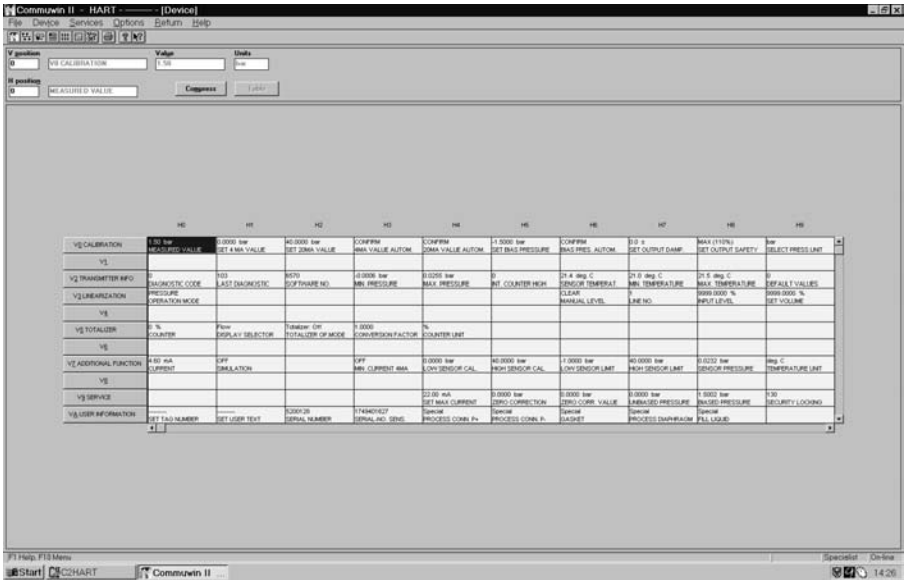 Commuwin II - HART - ------- - [Device]
File Device Services Options Return Help
V position Value Units
0 V0 CALIBRATION 1.50 bar
H position
0 MEASURED VALUE Compress Table
H0 H1 H2 H3 H4 H5 H6 H7 H8 H9
V0 CALIBRATION 1.50 bar 0.0000 bar 40.0000 bar CONFIRM CONFIRM -1.5000 bar CONFIRM 0.0 s MAX (110%) bar
MEASURED VALUE SET 4 MA VALUE SET 20MA VALUE 4MA VALUE AUTOM. 20MA VALUE AUTOM. SET BIAS PRESSURE BIAS PRES. AUTOM. SET OUTPUT DAMP. SET OUTPUT SAFETY SELECT PRESS.UNIT
V1
V2 TRANSMITTER INFO 0 103 6570 -0.0006 bar 0.0255 bar 0 21.4 deg. C 21.0 deg. C 21.5 deg. C 0
DIAGNOSTIC CODE LAST DIAGNOSTIC SOFTWARE NO. MIN. PRESSURE MAX. PRESSURE INT. COUNTER HIGH SENSOR TEMPERAT. MIN. TEMPERATURE MAX. TEMPERATURE DEFAULT VALUES
V3 LINEARIZATION PRESSURE CLEAR 1 9999.0000 % 9999.0000 %
OPERATION MODE MANUAL LEVEL LINE NO. INPUT LEVEL SET VOLUME
V4
V5 TOTALIZER 0 % Flow Totalizer: Off 1.0000 %
COUNTER DISPLAY SELECTOR TOTALIZER OP.MODE CONVERSION FACTOR COUNTER UNIT
V6
V7 ADDITIONAL FUNCTION 4.60 mA OFF OFF 0.0000 bar 40.0000 bar -1.0000 bar 40.0000 bar 0.0232 bar deg. C
CURRENT SIMULATION MIN. CURRENT 4MA LOW SENSOR CAL. HIGH SENSOR CAL. LOW SENSOR LIMIT HIGH SENSOR LIMIT SENSOR PRESSURE TEMPERATURE UNIT
V8
V9 SERVICE 22.00 mA 0.0000 bar 0.0000 bar 0.0000 bar 1.5002 bar 130
SET MAX CURRENT ZERO CORRECTION ZERO CORR. VALUE UNBIASED PRESSURE BIASED PRESSURE SECURITY LOCKING
VA USER INFORMATION -------- -------- 5200128 1749401627 Special Special Special Special Special
SET TAG NUMBER SET USER TEXT SERIAL NUMBER SERIAL-NO. SENS. PROCESS CONN. P+ PROCESS CONN. P- GASKET PROCESS DIAPHRAGM FILL LIQUID
F1 Help, F10 Menu Specialist On-line
Start C2HART Commuwin II ... 14:26